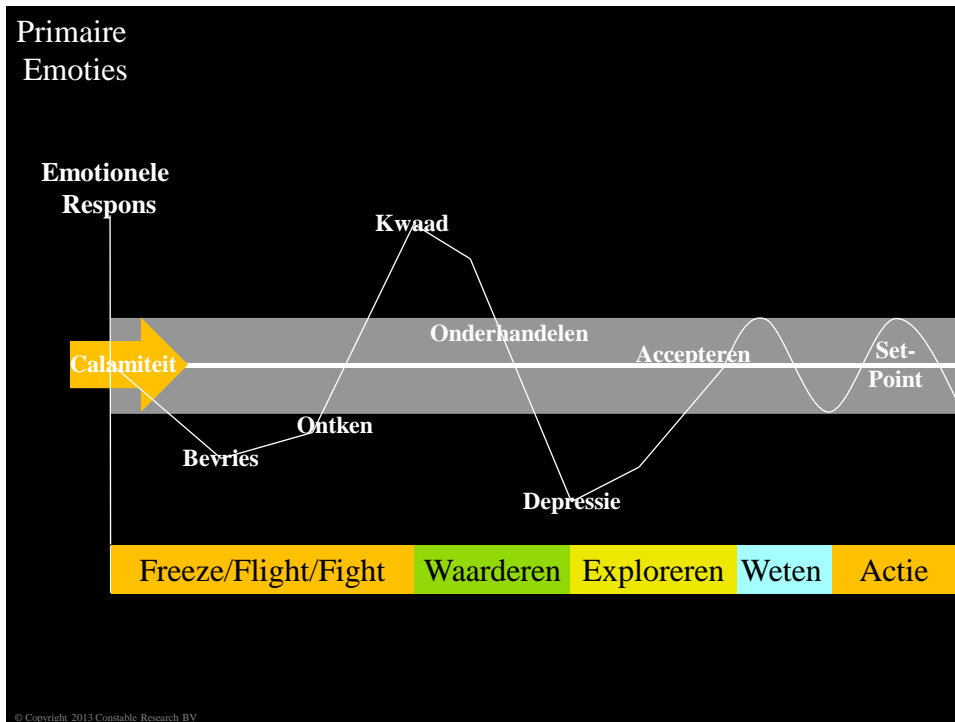 Primaire
Emoties
Emotionele
Respons
Kwaad
Onderhandelen
Accepteren
Set-
Point
Calamiteit
Ontken
Bevries
Depressie
Freeze/Flight/Fight Waarderen Exploreren Weten Actie
© Copyright 2013 Constable Research BV